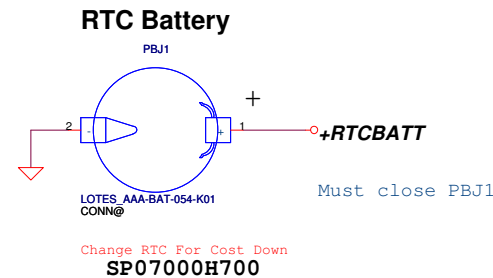 RTC Battery
PBJ1
+
2
-
+
1
+RTCBATT
Must close PBJ1
LOTES_AAA-BAT-054-K01
CONN@
Change RTC For Cost Down
SP07000H700